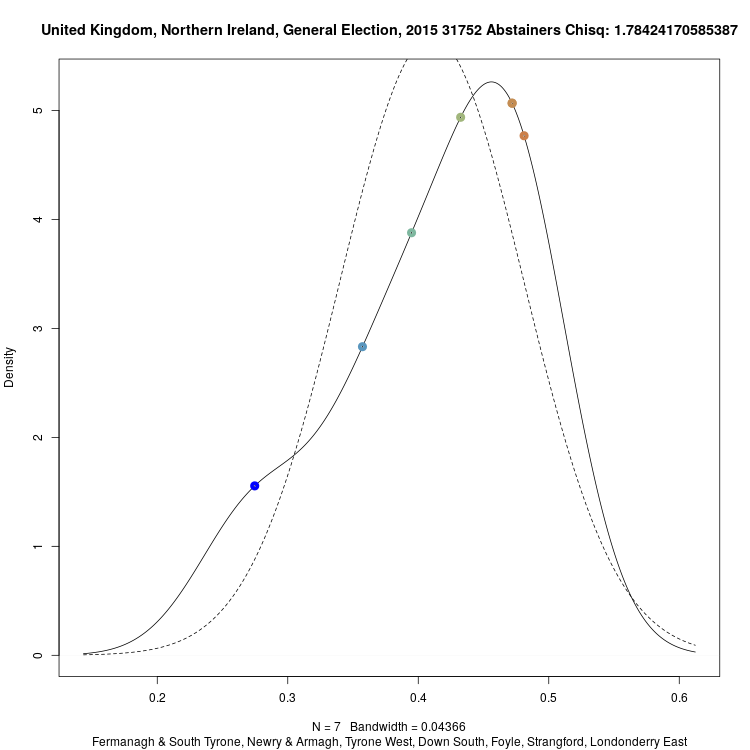 United Kingdom, Northern Ireland, General Election, 2015 31752 Abstainers Chisq: 1.78424170585387
5
4
3
2
1
0
Density
0.2 0.3 0.4 0.5 0.6
N = 7 Bandwidth = 0.04366
Fermanagh & South Tyrone, Newry & Armagh, Tyrone West, Down South, Foyle, Strangford, Londonderry East